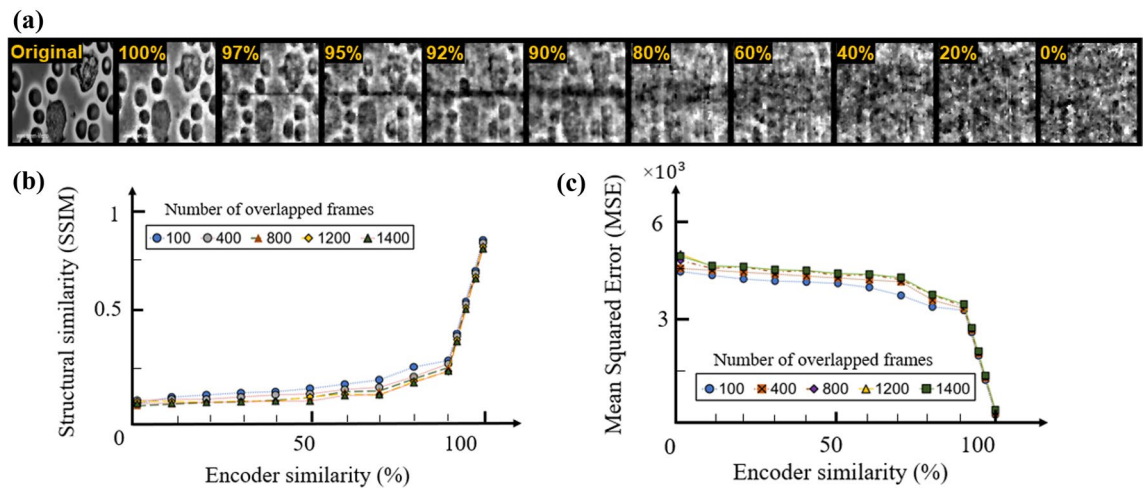 (a)
Original 100% 97% 95% 92% 90% 80% 60% 40% 20% 0%
(b)
Structural similarity (SSIM)
1
0.5
0
Number of overlapped frames
100 400 800 1200 1400
50
100
Encoder similarity (%)
(c)
×10³
Mean Squared Error (MSE)
6
3
Number of overlapped frames
100 400 800 1200 1400
0
50
100
Encoder similarity (%)